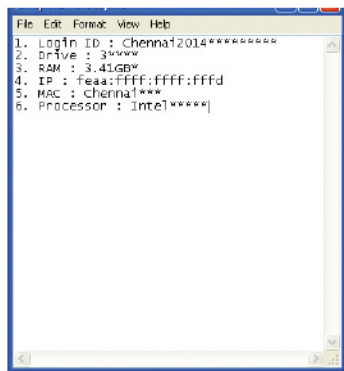 File Edit Format View Help
1. Login ID : Chennai2014*********
2. Drive : 3****
3. RAM : 3.41GB*
4. IP : feaa:ffff:ffff:fffd
5. MAC : Chennai***
6. Processor : Intel*****